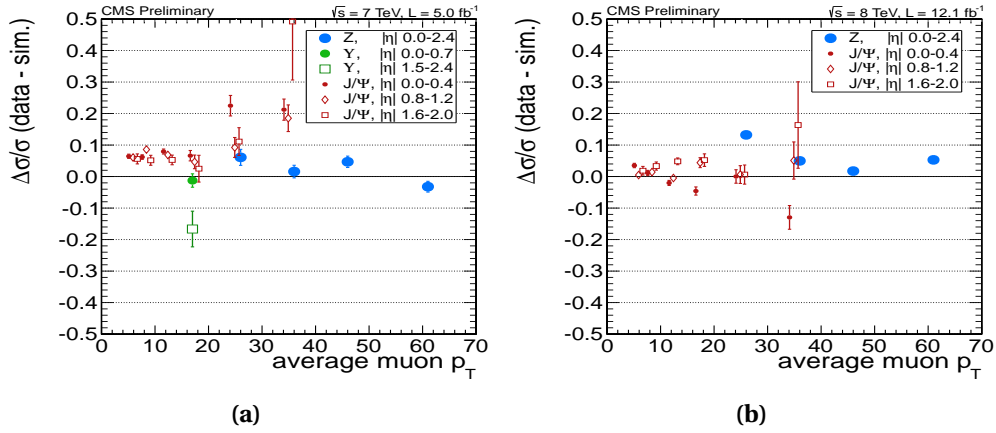 CMS Preliminary √s = 7 TeV, L = 5.0 fb⁻¹
Δσ/σ (data - sim.)
0.5
0.4
0.3
0.2
0.1
0.0
-0.1
-0.2
-0.3
-0.4
-0.5
Z, |η| 0.0-2.4
Υ, |η| 0.0-0.7
Υ, |η| 1.5-2.4
J/Ψ, |η| 0.0-0.4
J/Ψ, |η| 0.8-1.2
J/Ψ, |η| 1.6-2.0
0 10 20 30 40 50 60 70
average muon p_T
(a)
CMS Preliminary √s = 8 TeV, L = 12.1 fb⁻¹
Δσ/σ (data - sim.)
0.5
0.4
0.3
0.2
0.1
0.0
-0.1
-0.2
-0.3
-0.4
-0.5
Z, |η| 0.0-2.4
J/Ψ, |η| 0.0-0.4
J/Ψ, |η| 0.8-1.2
J/Ψ, |η| 1.6-2.0
0 10 20 30 40 50 60 70
average muon p_T
(b)